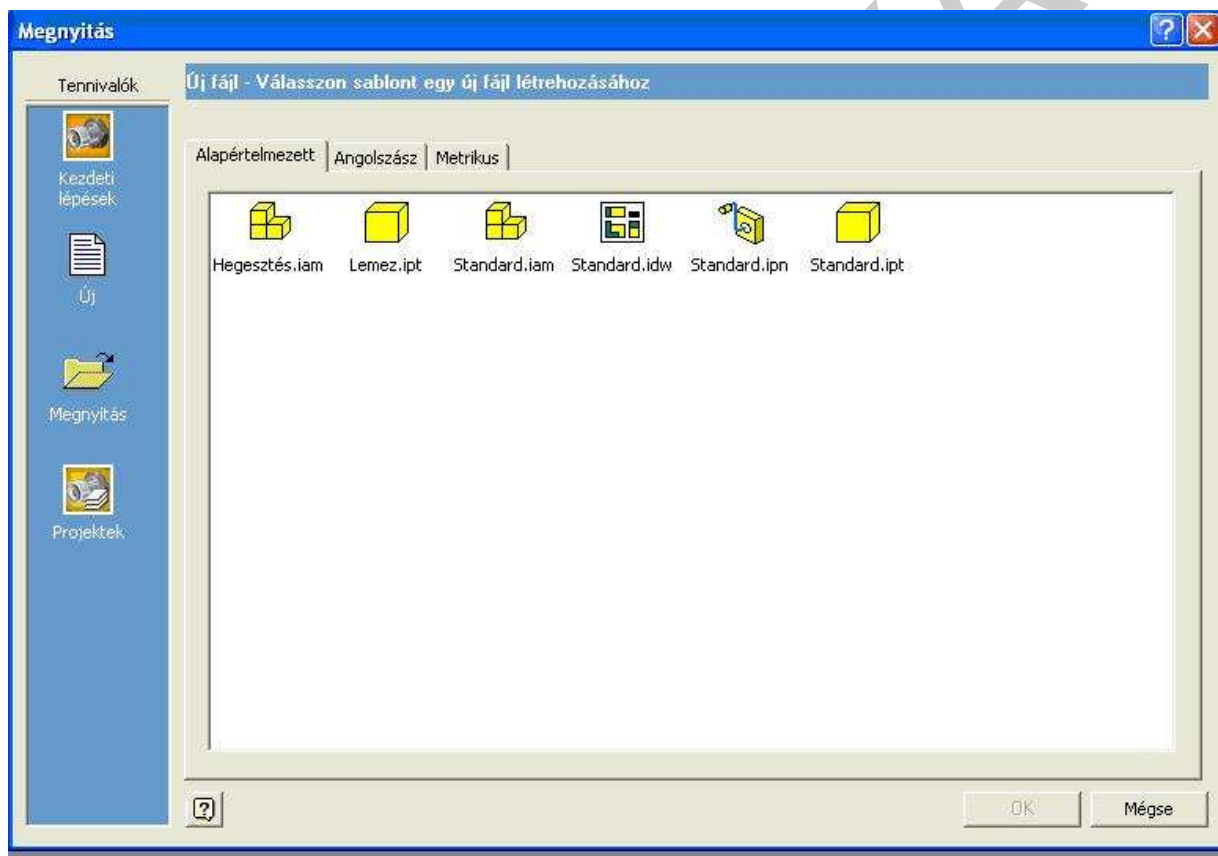 Megnyitás
Tennivalók
Kezdeti
lépések
Új
Megnyitás
Projektek
Új fájl - Válasszon sablont egy új fájl létrehozásához
Alapértelmezett Angolszász Metrikus
Hegesztés.iam Lemez.ipt Standard.iam Standard.idw Standard.ipn Standard.ipt
OK Mégse